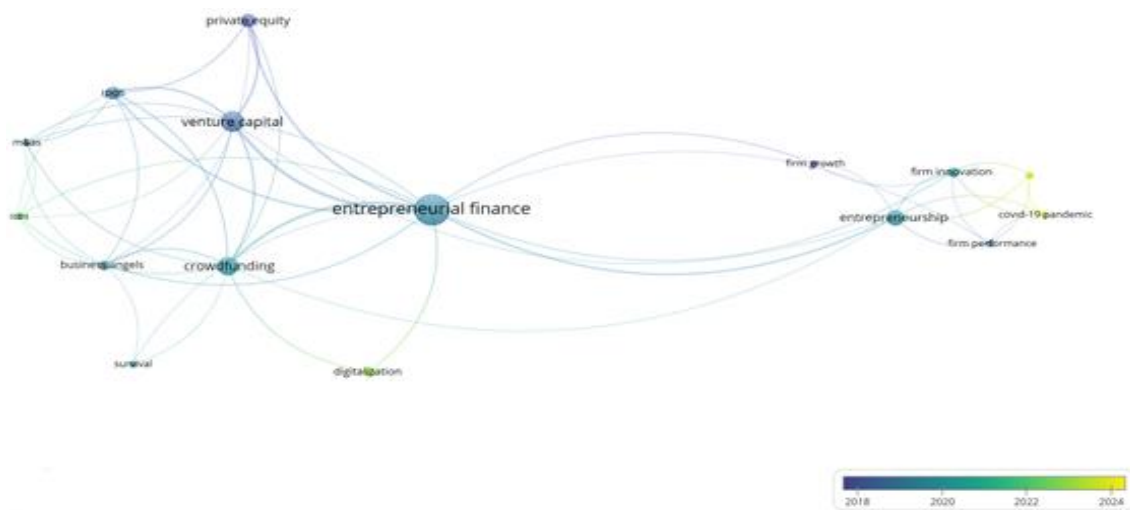 private equity
ipos
venture capital
m&as
firm growth
firm innovation
entrepreneurial finance
covid-19 pandemic
entrepreneurship
firm performance
business angels
crowdfunding
survival
digitalization
2018 2020 2022 2024